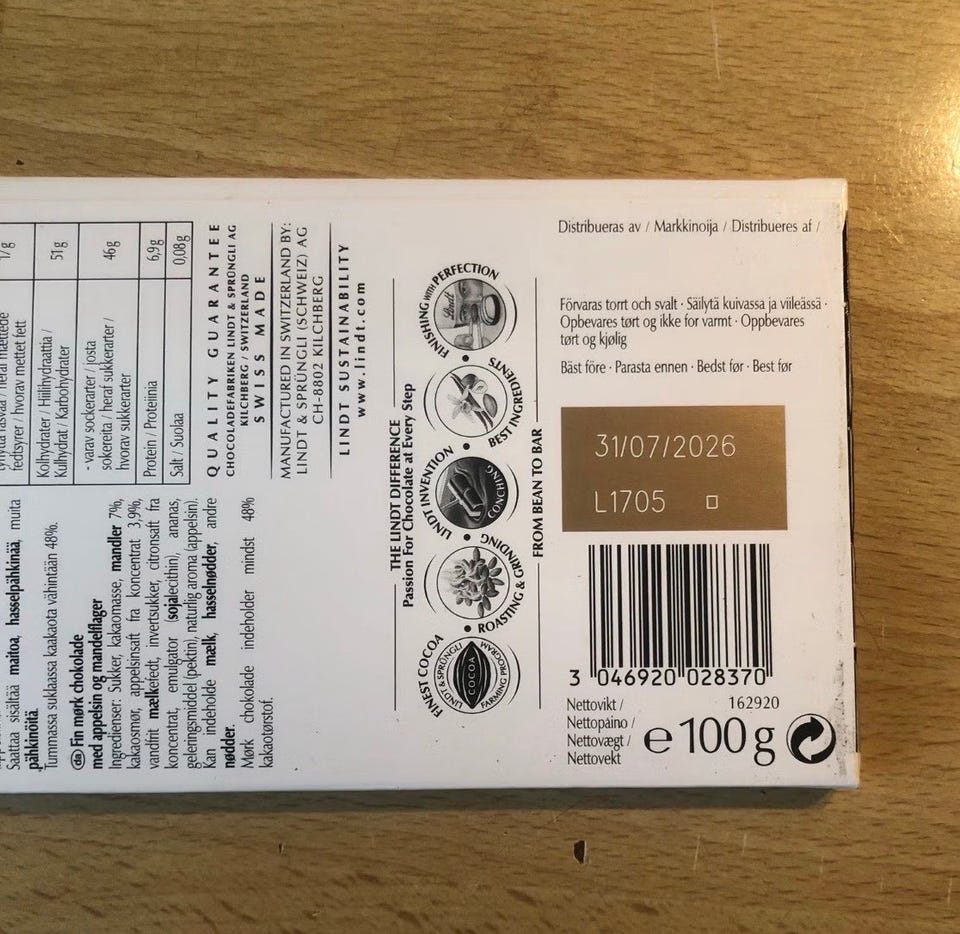 17g
fedtsyrer / hvorav mettet fett
Kolhydrater / Hiilihydraattia /
Kulhydrat / Karbohydrater
51g
- varav sockerarter / josta
sokereita / heraf sukkerarter /
hvorav sukkerarter
46g
Protein / Proteiinia
6,9g
Salt / Suolaa
0,08g
Saattaa sisältää maitoa, hasselpähkinää, muita
pähkinöitä.
Tummassa suklaassa kaakaota vähintään 48%.
da Fin mørk chokolade
med appelsin og mandelflager
Ingredienser: Sukker, kakaomasse, mandler 7%,
kakaosmør, appelsinsaft fra koncentrat 3,9%,
vandfrit mælkefedt, invertsukker, citronsaft fra
koncentrat, emulgator (sojalecithin), ananas,
geleringsmiddel (pektin), naturlig aroma (appelsin).
Kan indeholde mælk, hasselnødder, andre
nødder.
Mørk chokolade indeholder mindst 48%
kakaotørstof.
QUALITY GUARANTEE
CHOCOLADEFABRIKEN LINDT & SPRÜNGLI AG
KILCHBERG / SWITZERLAND
SWISS MADE
MANUFACTURED IN SWITZERLAND BY:
LINDT & SPRÜNGLI (SCHWEIZ) AG
CH-8802 KILCHBERG
LINDT SUSTAINABILITY
www.lindt.com
THE LINDT DIFFERENCE
Passion For Chocolate at Every Step
FINEST COCOA
LINDT & SPRÜNGLI
COCOA
FARMING PROGRAM
• ROASTING & GRINDING
• LINDT INVENTION
CONCHING
• BEST INGREDIENTS
• FINISHING WITH PERFECTION
Lindt
FROM BEAN TO BAR
Distribueras av / Markkinoija / Distribueres af /
Förvaras torrt och svalt · Säilytä kuivassa ja viileässä ·
Opbevares tørt og ikke for varmt · Oppbevares
tørt og kjølig
Bäst före · Parasta ennen · Bedst før · Best før
31/07/2026
L1705
3 046920 028370
162920
Nettovikt /
Nettopaino /
Nettovægt /
Nettovekt
e 100g